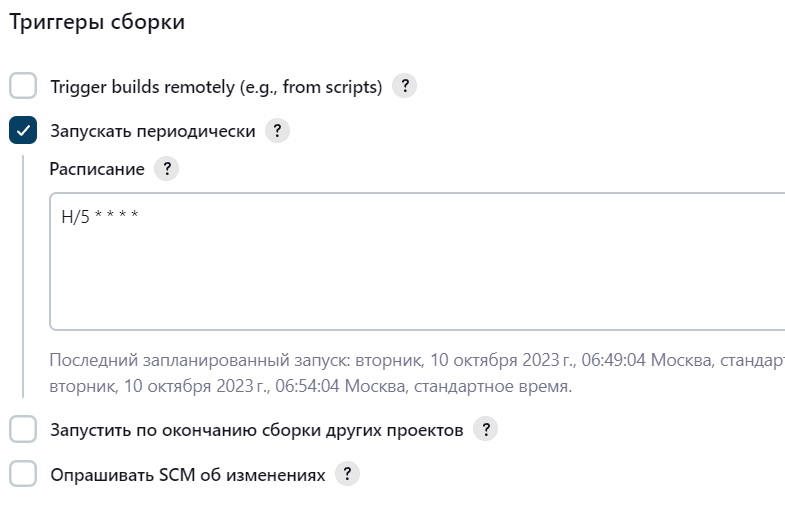 Триггеры сборки
Trigger builds remotely (e.g., from scripts) ?
Запускать периодически ?
Расписание ?
H/5 * * * *
Последний запланированный запуск: вторник, 10 октября 2023 г., 06:49:04 Москва, стандарт
вторник, 10 октября 2023 г., 06:54:04 Москва, стандартное время.
Запустить по окончанию сборки других проектов ?
Опрашивать SCM об изменениях ?